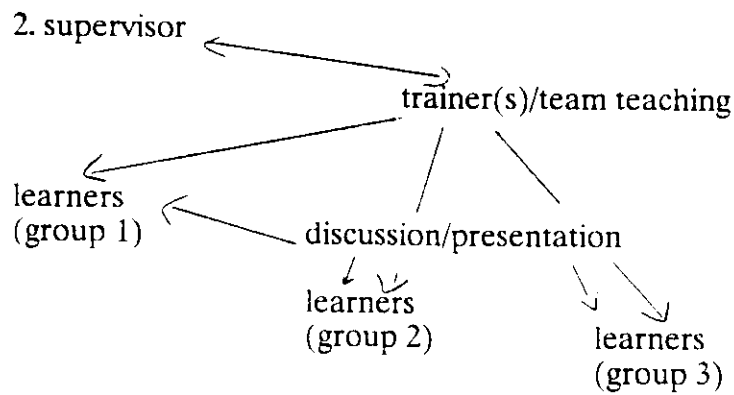 2. supervisor
trainer(s)/team teaching
learners
(group 1)
discussion/presentation
learners
(group 2)
learners
(group 3)